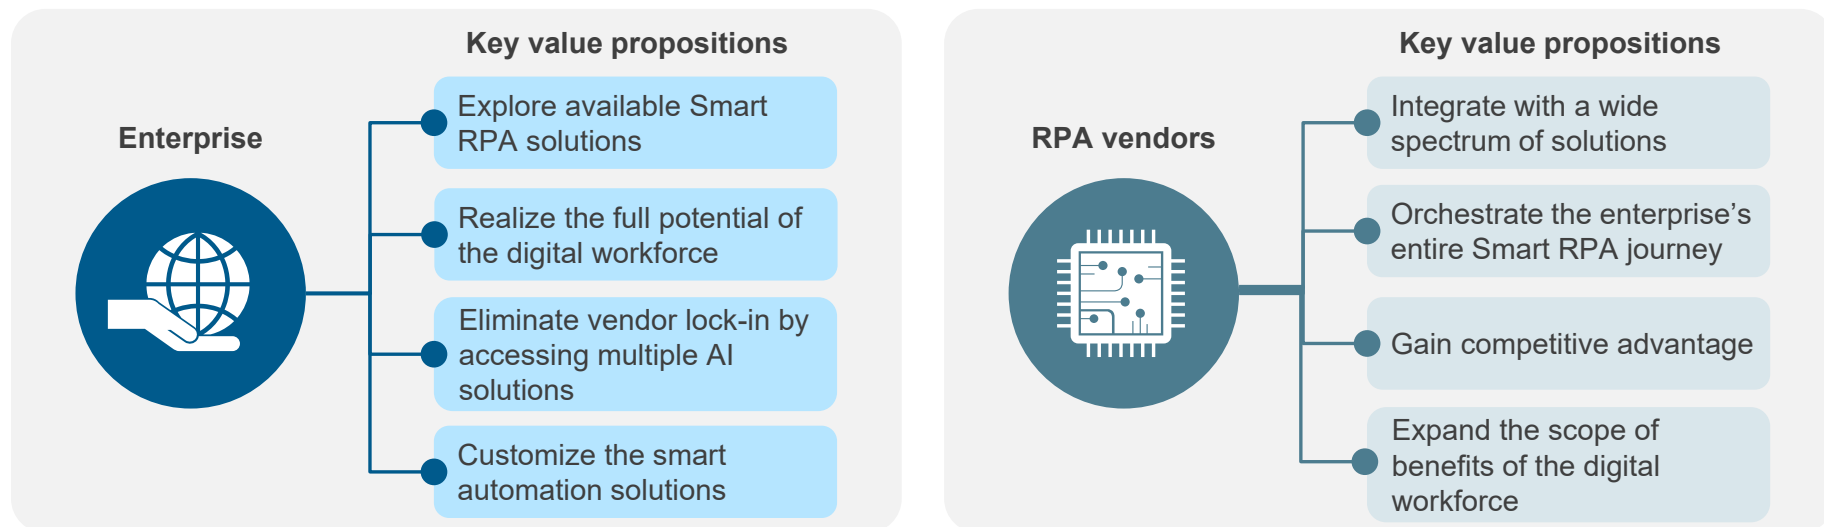 Enterprise
Key value propositions
Explore available Smart
RPA solutions
Realize the full potential of
the digital workforce
Eliminate vendor lock-in by
accessing multiple AI
solutions
Customize the smart
automation solutions
RPA vendors
Key value propositions
Integrate with a wide
spectrum of solutions
Orchestrate the enterprise’s
entire Smart RPA journey
Gain competitive advantage
Expand the scope of
benefits of the digital
workforce